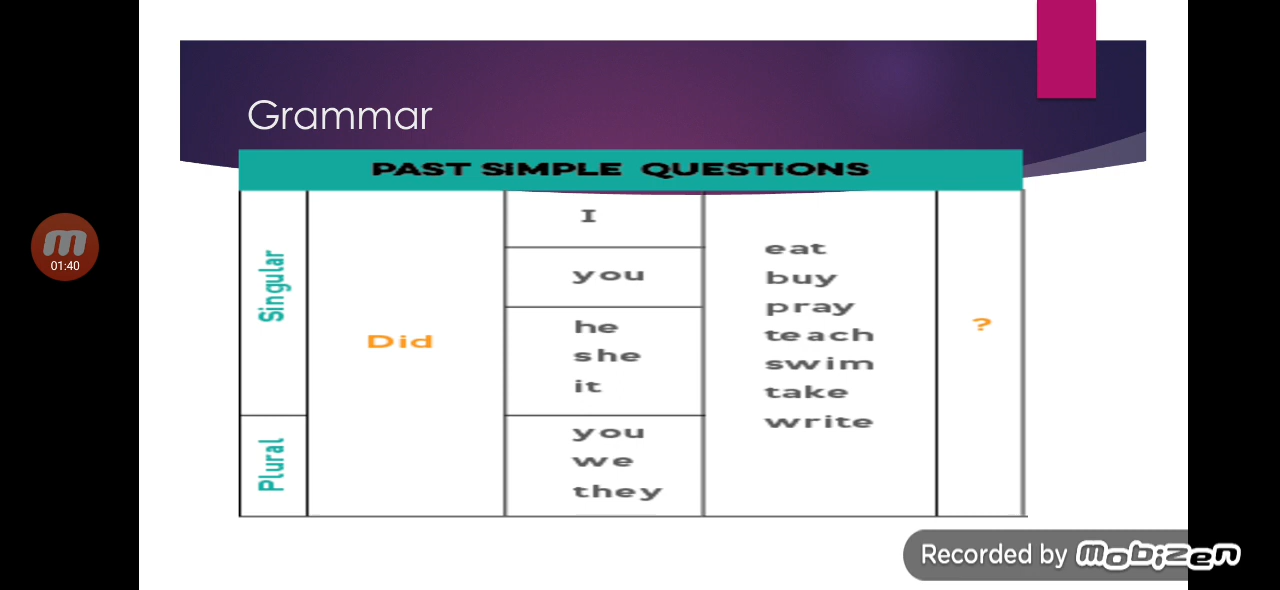 Grammar
PAST SIMPLE QUESTIONS
Singular
Did
I
you
he
she
it
eat
buy
pray
teach
swim
take
write
?
Plural
you
we
they
01:40
Recorded by mobizen